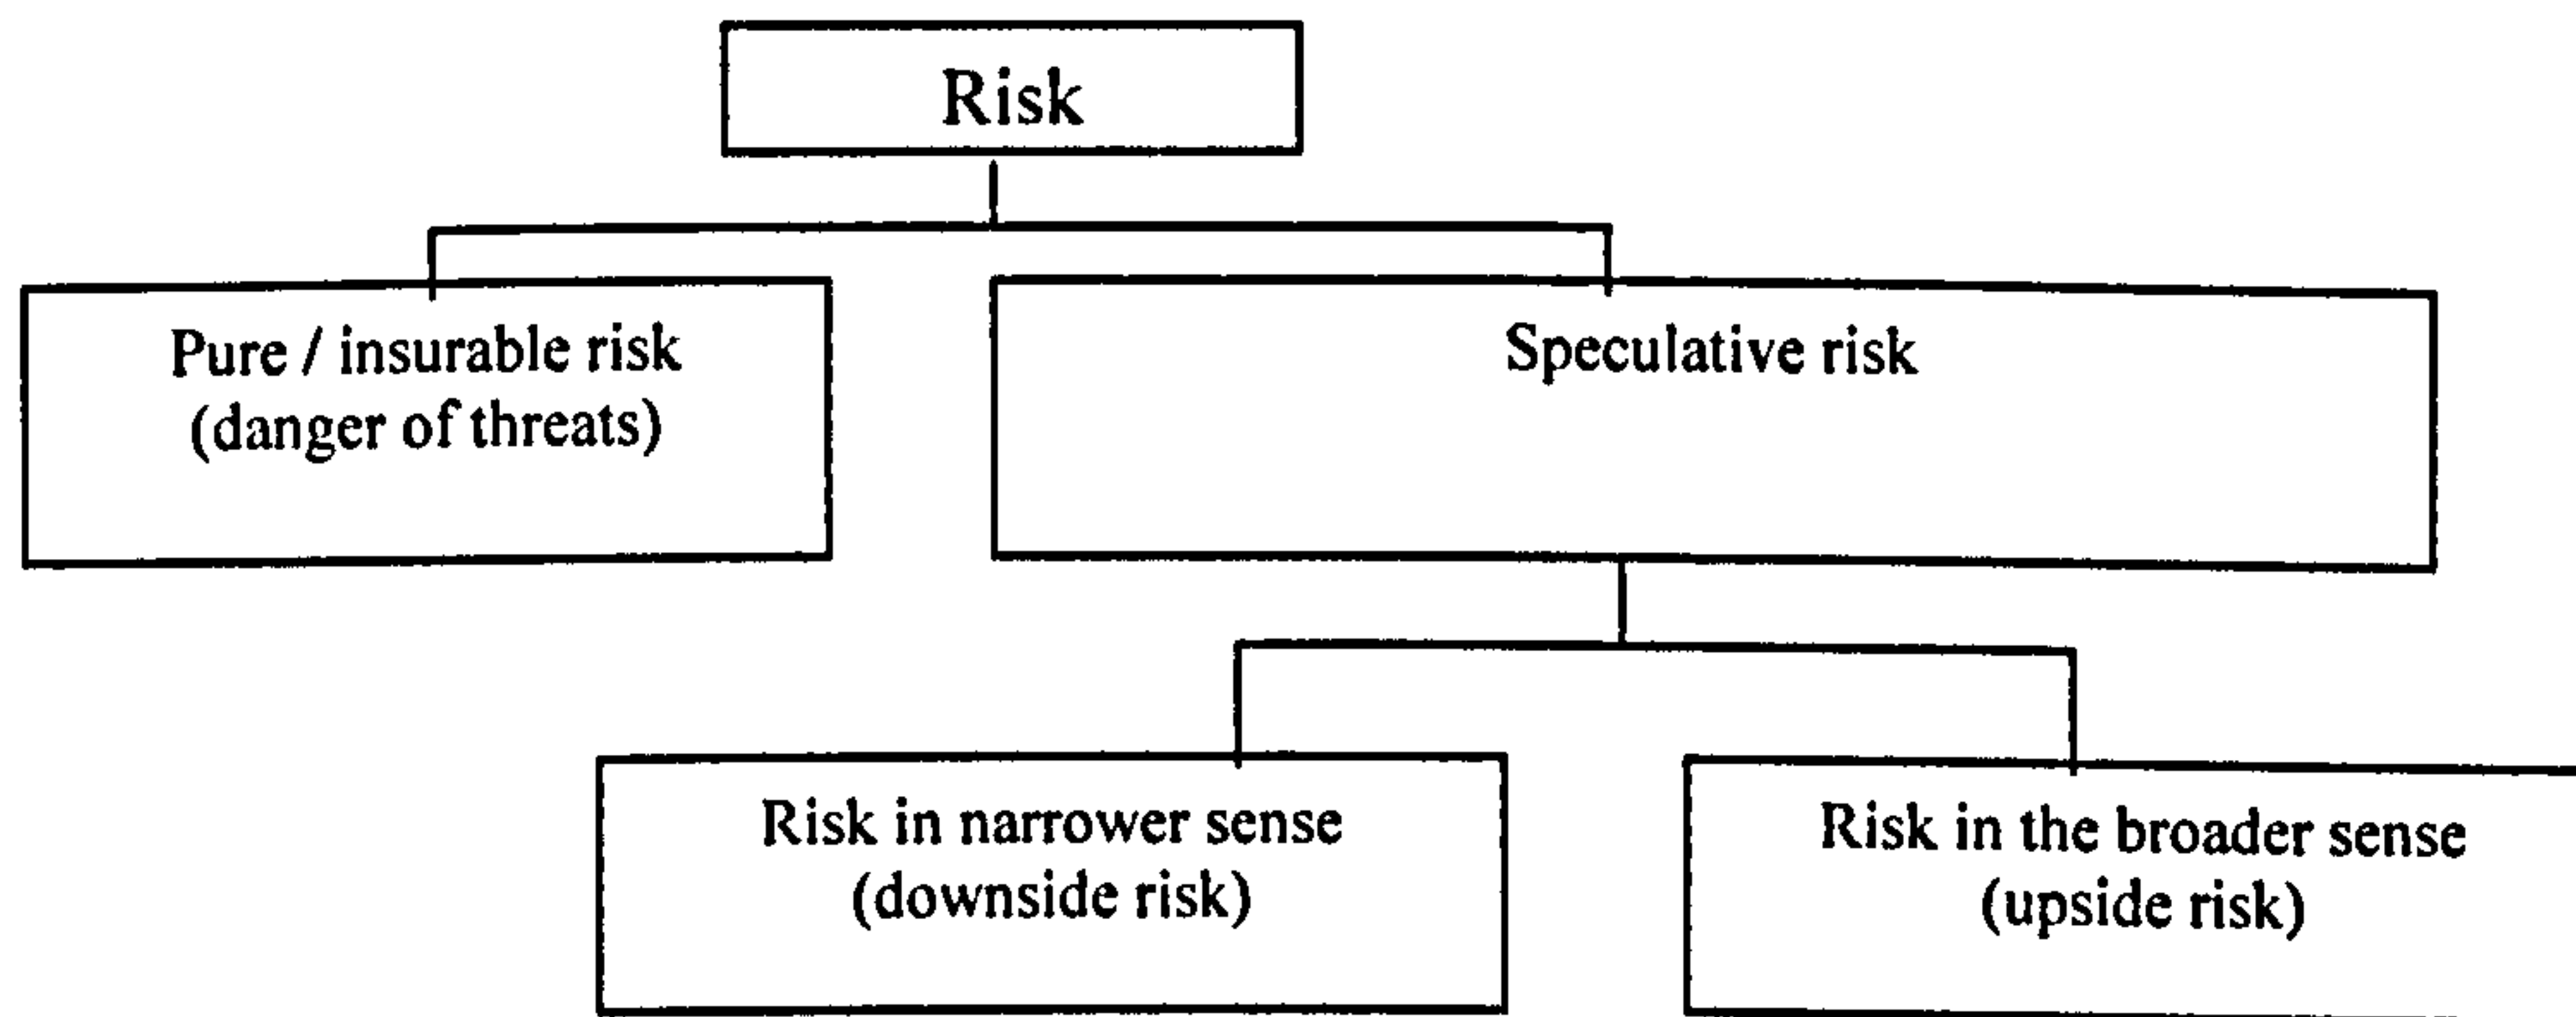 Risk
Pure / insurable risk
(danger of threats)
Speculative risk
Risk in narrower sense
(downside risk)
Risk in the broader sense
(upside risk)